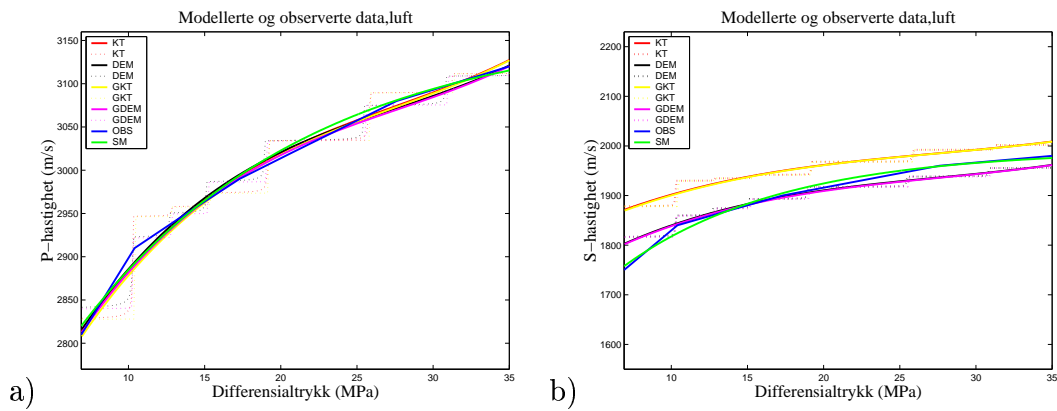 Modellerte og observerte data,luft
3150
3100
3050
3000
2950
2900
2850
2800
P−hastighet (m/s)
KT
KT
DEM
DEM
GKT
GKT
GDEM
GDEM
OBS
SM
10 15 20 25 30 35
Differensialtrykk (MPa)
a)
Modellerte og observerte data,luft
2200
2100
2000
1900
1800
1700
1600
S−hastighet (m/s)
KT
KT
DEM
DEM
GKT
GKT
GDEM
GDEM
OBS
SM
10 15 20 25 30 35
Differensialtrykk (MPa)
b)